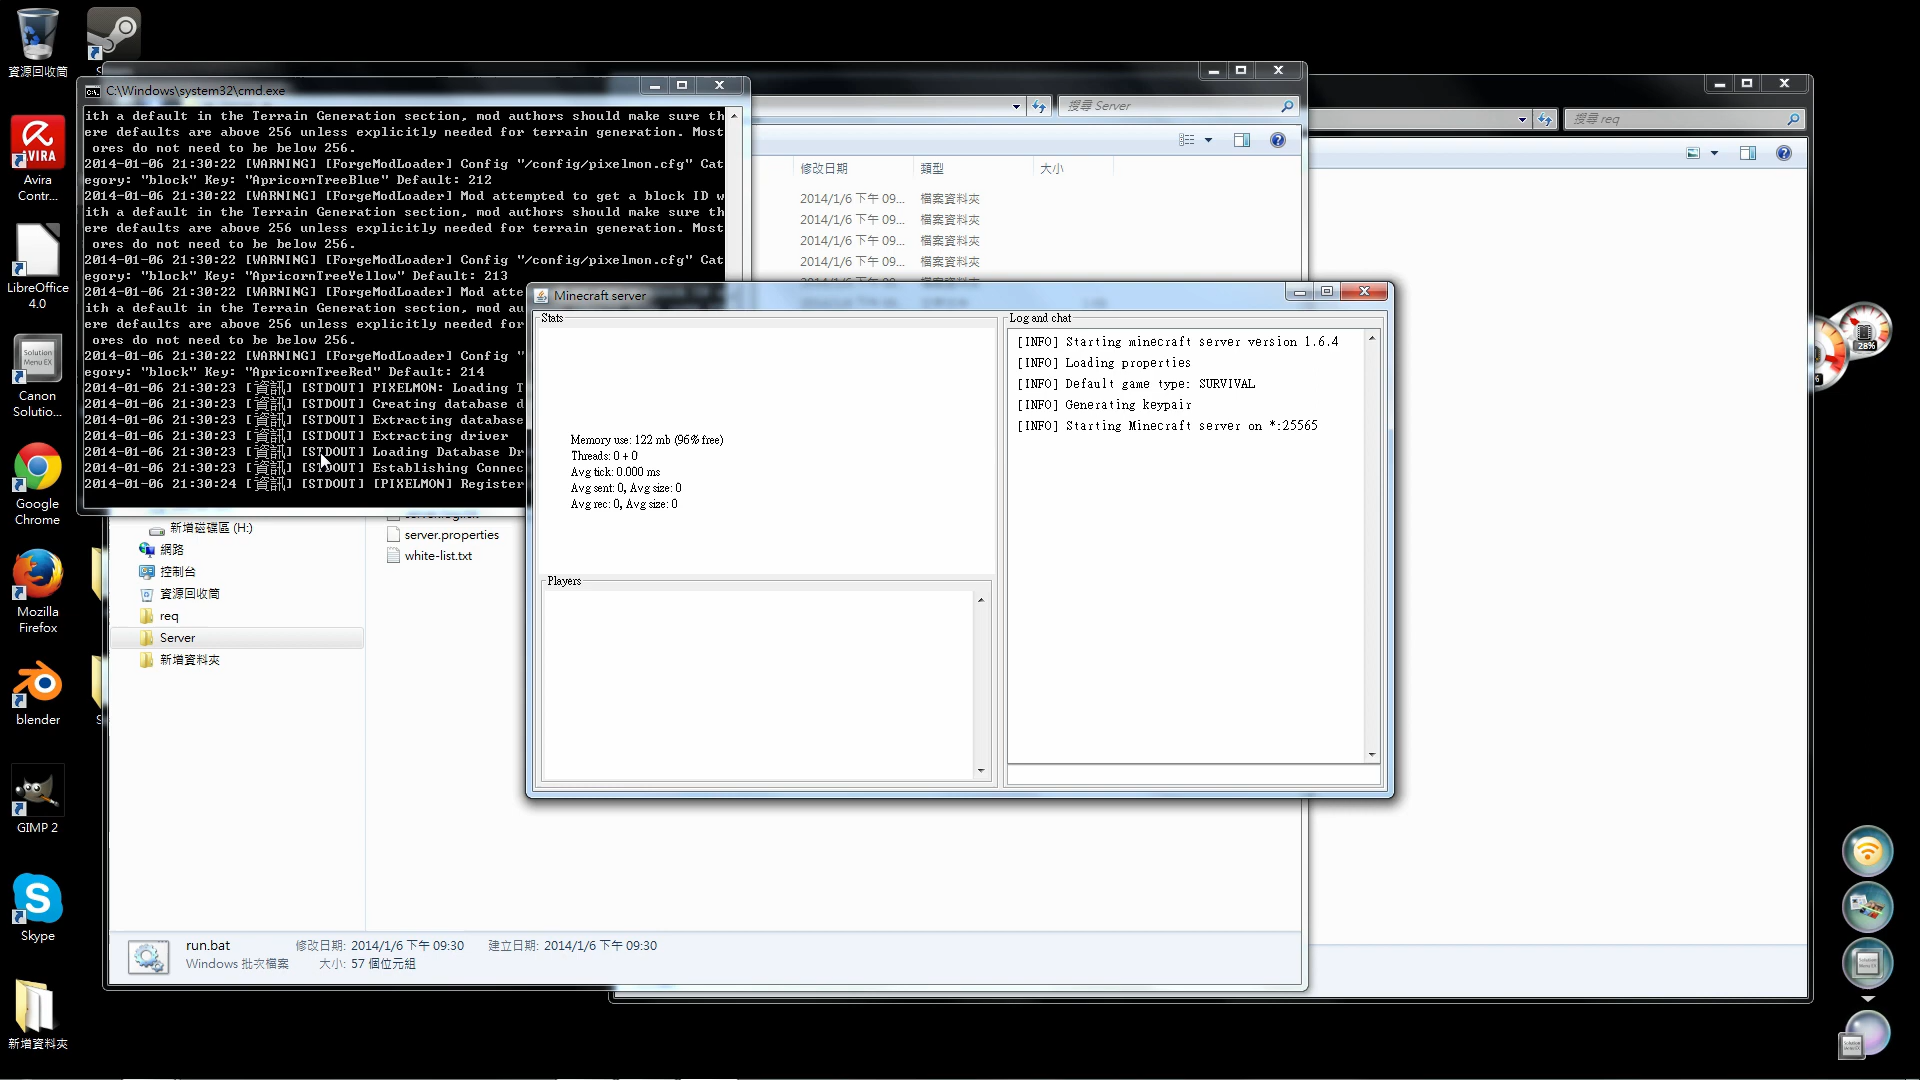 資源回收筒
Avira
Contr...
LibreOffice
4.0
Canon
Solutio...
Google
Chrome
Mozilla
Firefox
blender
GIMP 2
Skype
新增資料夾
C:\Windows\system32\cmd.exe
ith a default in the Terrain Generation section, mod authors should make sure th
ere defaults are above 256 unless explicitly needed for terrain generation. Most
ores do not need to be below 256.
2014-01-06 21:30:22 [WARNING] [ForgeModLoader] Config "/config/pixelmon.cfg" Cat
egory: "block" Key: "ApricornTreeBlue" Default: 212
2014-01-06 21:30:22 [WARNING] [ForgeModLoader] Mod attempted to get a block ID w
ith a default in the Terrain Generation section, mod authors should make sure th
ere defaults are above 256 unless explicitly needed for terrain generation. Most
ores do not need to be below 256.
2014-01-06 21:30:22 [WARNING] [ForgeModLoader] Config "/config/pixelmon.cfg" Cat
egory: "block" Key: "ApricornTreeYellow" Default: 213
2014-01-06 21:30:22 [WARNING] [ForgeModLoader] Mod atte
ith a default in the Terrain Generation section, mod au
ere defaults are above 256 unless explicitly needed for
ores do not need to be below 256.
2014-01-06 21:30:22 [WARNING] [ForgeModLoader] Config "
egory: "block" Key: "ApricornTreeRed" Default: 214
2014-01-06 21:30:23 [資訊] [STDOUT] PIXELMON: Loading T
2014-01-06 21:30:23 [資訊] [STDOUT] Creating database d
2014-01-06 21:30:23 [資訊] [STDOUT] Extracting database
2014-01-06 21:30:23 [資訊] [STDOUT] Extracting driver
2014-01-06 21:30:23 [資訊] [STDOUT] Loading Database Dr
2014-01-06 21:30:23 [資訊] [STDOUT] Establishing Connec
2014-01-06 21:30:24 [資訊] [STDOUT] [PIXELMON] Register
搜尋 Server
修改日期 類型 大小
2014/1/6 下午 09... 檔案資料夾
2014/1/6 下午 09... 檔案資料夾
2014/1/6 下午 09... 檔案資料夾
2014/1/6 下午 09... 檔案資料夾
搜尋 req
Minecraft server
Stats
Memory use: 122 mb (96% free)
Threads: 0 + 0
Avg tick: 0.000 ms
Avg sent: 0, Avg size: 0
Avg rec: 0, Avg size: 0
Players
Log and chat
[INFO] Starting minecraft server version 1.6.4
[INFO] Loading properties
[INFO] Default game type: SURVIVAL
[INFO] Generating keypair
[INFO] Starting Minecraft server on *:25565
新增磁碟區 (H:)
網路
控制台
資源回收筒
req
Server
新增資料夾
server.properties
white-list.txt
run.bat
修改日期: 2014/1/6 下午 09:30 建立日期: 2014/1/6 下午 09:30
Windows 批次檔案 大小: 57 個位元組
28%